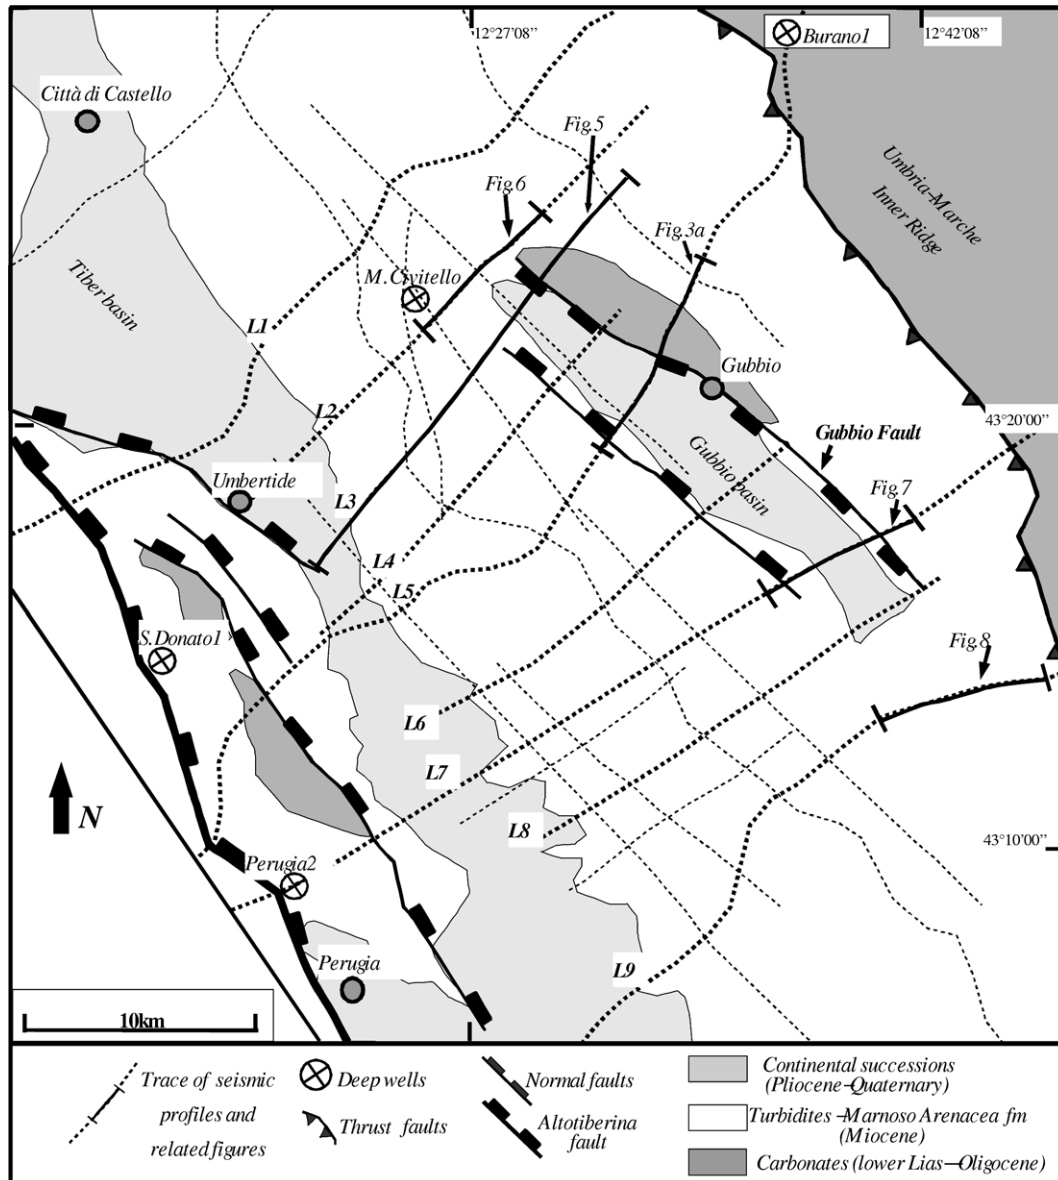 12°27'08''
Burano1
12°42'08''
Città di Castello
Fig.5
Fig.6
Umbria-Marche
Inner Ridge
Fig.3a
Tiber basin
M. Civitello
L1
Gubbio
L2
43°20'00''
Gubbio Fault
Umbertide
L3
Gubbio basin
Fig.7
L4
L5
S.Donato1
Fig.8
L6
L7
N
L8
43°10'00''
Perugia2
Perugia
L9
10km
Trace of seismic
profiles and
related figures
Deep wells
Thrust faults
Normal faults
Altotiberina
fault
Continental successions
(Pliocene-Quaternary)
Turbidites -Marnoso Arenacea fm
(Miocene)
Carbonates (lower Lias-Oligocene)